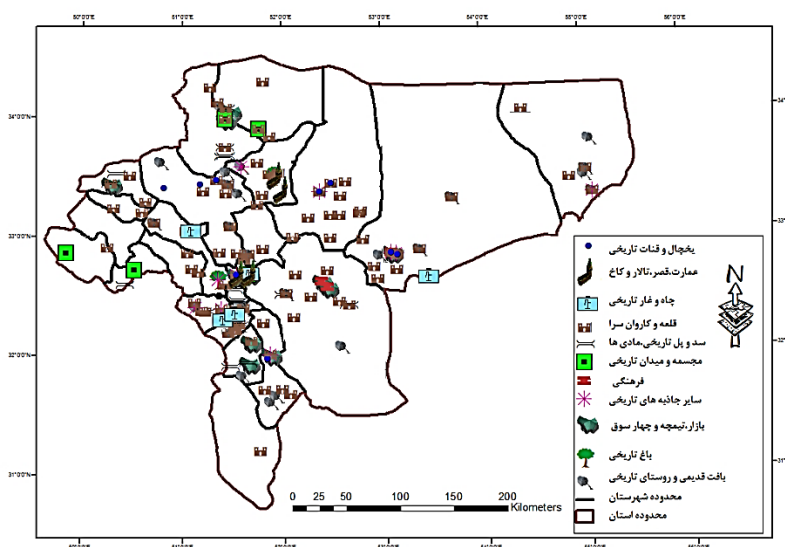 50°0'0"E 51°0'0"E 52°0'0"E 53°0'0"E 54°0'0"E 55°0'0"E 56°0'0"E
34°0'0"N
33°0'0"N
32°0'0"N
31°0'0"N
یخچال و قنات تاریخی
عمارت،قصر،تالار و کاخ
چاه و غار تاریخی
قلعه و کاروان سرا
سد و پل تاریخی،مادی ها
مجسمه و میدان تاریخی
فرهنگی
سایر جاذبه های تاریخی
بازار،تیمچه و چهار سوق
باغ تاریخی
بافت قدیمی و روستای تاریخی
محدوده شهرستان
محدوده استان
N
0 25 50 100 150 200
Kilometers